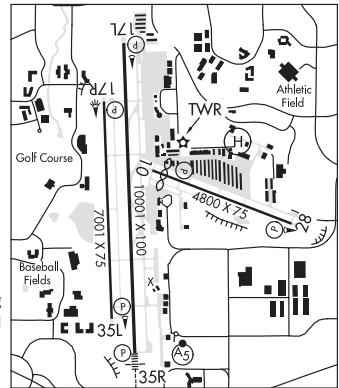 17L
P
17R
P
Athletic
Field
TWR
H
Golf Course
10
P
7001 X 75
10001 X 100
4800 X 75
28
P
Baseball
Fields
X
P
35L
P
A5
35R